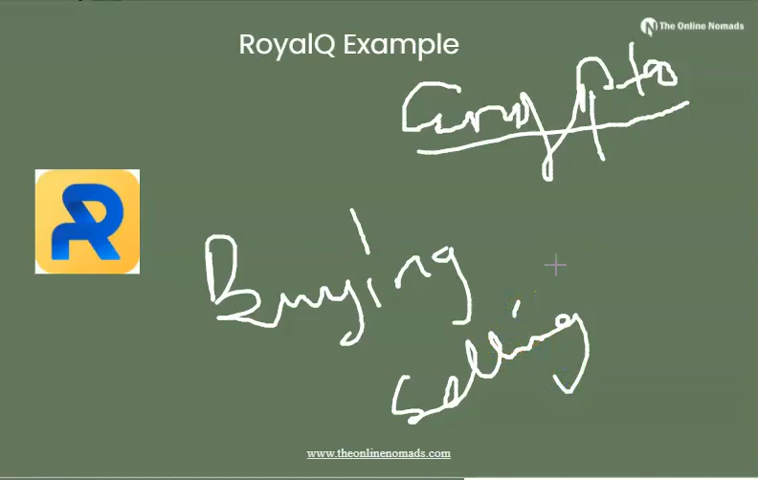 The Online Nomads
RoyalQ Example
Crypto
Buying
selling
www.theonlinenomads.com